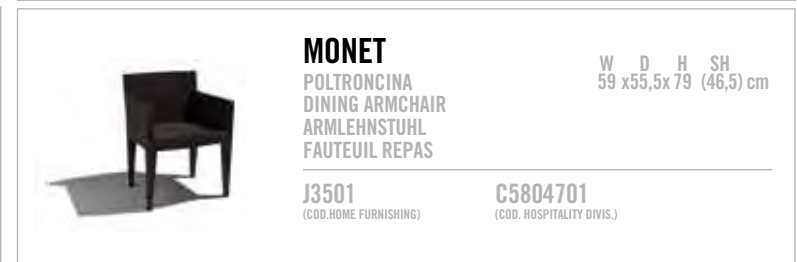 MONET
POLTRONCINA
DINING ARMCHAIR
ARMLEHNSTUHL
FAUTEUIL REPAS
W D H SH
59 x55,5x 79 (46,5) cm
J3501
(COD.HOME FURNISHING)
C5804701
(COD. HOSPITALITY DIVIS.)